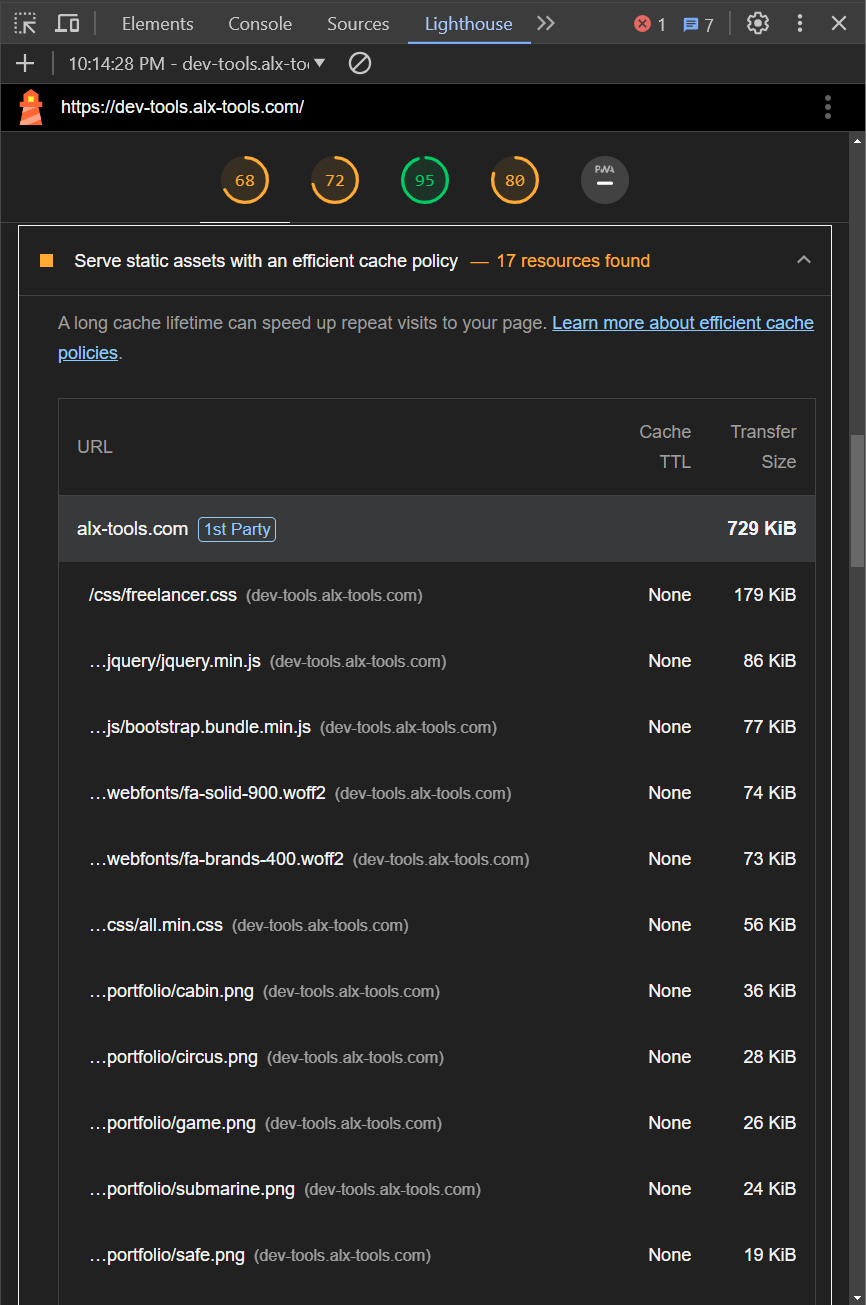 Elements Console Sources Lighthouse 1 7
10:14:28 PM - dev-tools.alx-to
https://dev-tools.alx-tools.com/
68 72 95 80 PWA
Serve static assets with an efficient cache policy — 17 resources found
A long cache lifetime can speed up repeat visits to your page. Learn more about efficient cache
policies.
URL Cache TTL Transfer Size
alx-tools.com 1st Party 729 KiB
/css/freelancer.css (dev-tools.alx-tools.com) None 179 KiB
…jquery/jquery.min.js (dev-tools.alx-tools.com) None 86 KiB
…js/bootstrap.bundle.min.js (dev-tools.alx-tools.com) None 77 KiB
…webfonts/fa-solid-900.woff2 (dev-tools.alx-tools.com) None 74 KiB
…webfonts/fa-brands-400.woff2 (dev-tools.alx-tools.com) None 73 KiB
…css/all.min.css (dev-tools.alx-tools.com) None 56 KiB
…portfolio/cabin.png (dev-tools.alx-tools.com) None 36 KiB
…portfolio/circus.png (dev-tools.alx-tools.com) None 28 KiB
…portfolio/game.png (dev-tools.alx-tools.com) None 26 KiB
…portfolio/submarine.png (dev-tools.alx-tools.com) None 24 KiB
…portfolio/safe.png (dev-tools.alx-tools.com) None 19 KiB